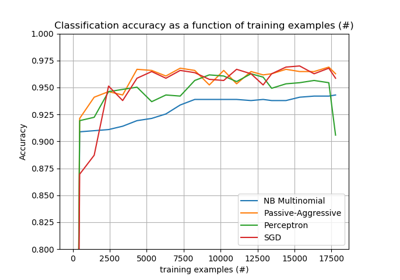 Classification accuracy as a function of training examples (#)
1.000
0.975
0.950
0.925
0.900
0.875
0.850
0.825
0.800
Accuracy
NB Multinomial
Passive-Aggressive
Perceptron
SGD
0 2500 5000 7500 10000 12500 15000 17500
training examples (#)